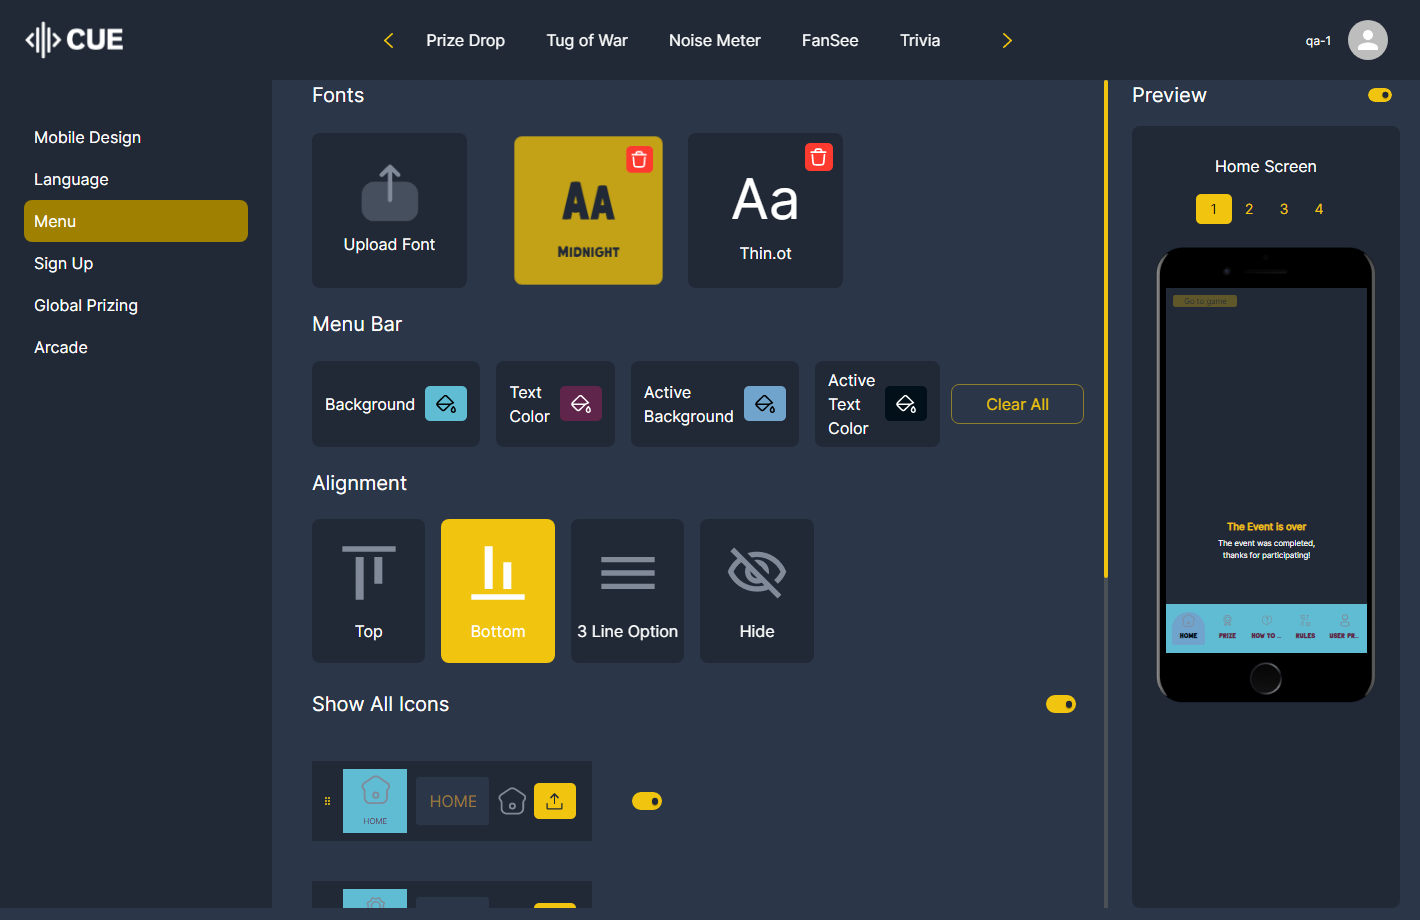 CUE
Prize Drop
Tug of War
Noise Meter
FanSee
Trivia
qa-1
Mobile Design
Language
Menu
Sign Up
Global Prizing
Arcade
Fonts
Upload Font
AA
MIDNIGHT
Aa
Thin.ot
Menu Bar
Background
Text
Color
Active
Background
Active
Text
Color
Clear All
Alignment
Top
Bottom
3 Line Option
Hide
Show All Icons
HOME
HOME
Preview
Home Screen
1 2 3 4
Go to game
The Event is over
The event was completed,
thanks for participating!
HOME PRIZE HOW TO ... RULES USER PR...